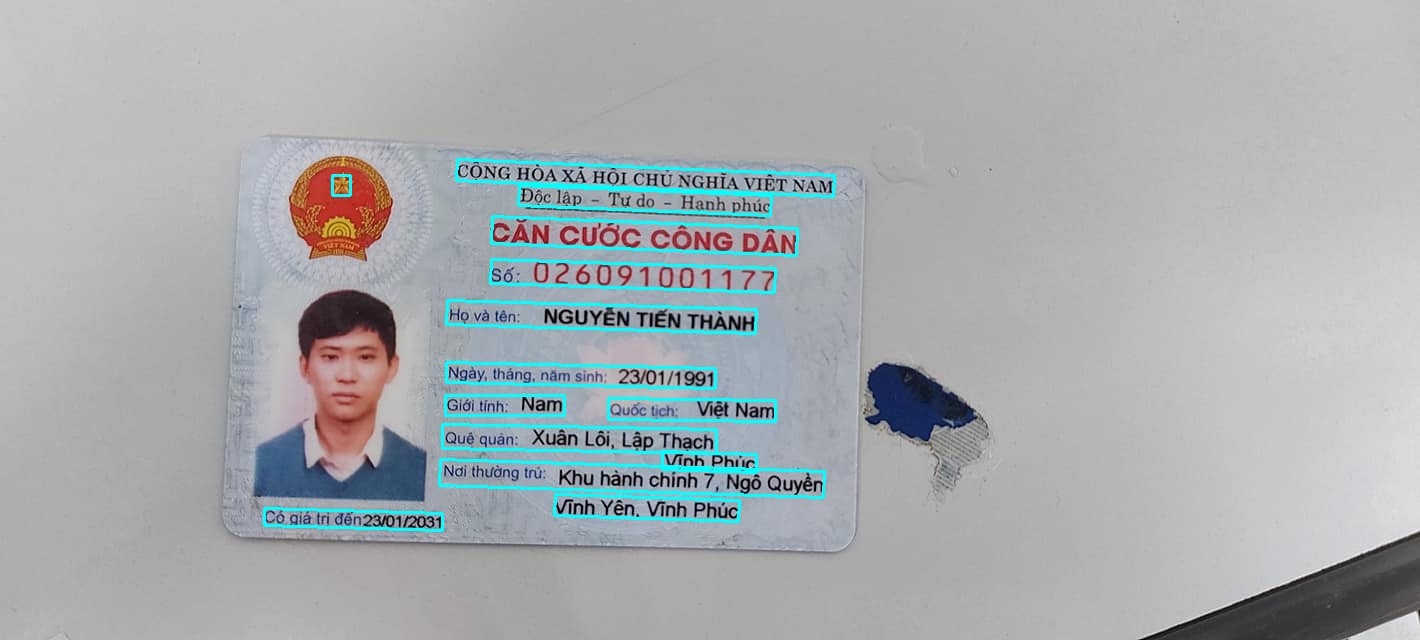 CỘNG HÒA XÃ HỘI CHỦ NGHĨA VIỆT NAM
Độc lập – Tự do – Hạnh phúc
CĂN CƯỚC CÔNG DÂN
Số: 026091001177
Họ và tên: NGUYỄN TIẾN THÀNH
Ngày, tháng, năm sinh: 23/01/1991
Giới tính: Nam Quốc tịch: Việt Nam
Quê quán: Xuân Lôi, Lập Thạch
Vĩnh Phúc
Nơi thường trú: Khu hành chính 7, Ngô Quyền
Vĩnh Yên, Vĩnh Phúc
Có giá trị đến 23/01/2031
VIỆT NAM